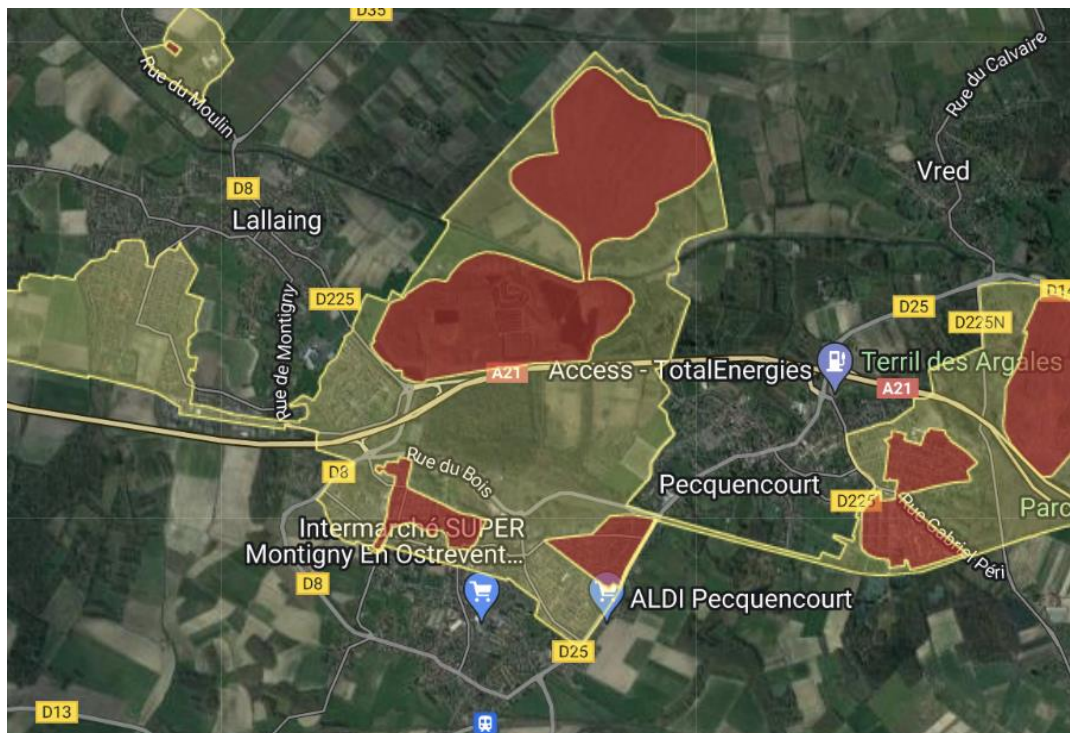 D35
Rue du Moulin
Rue du Calvaire
Vred
D8
Lallaing
D225
Rue de Montigny
D25
D14
D225N
Access - TotalEnergies
Terril des Argales
A21
A21
D8
Rue du Bois
Pecquencourt
D225
Rue Gabriel Péri
Parc
Intermarché SUPER
Montigny En Ostrevent...
D8
ALDI Pecquencourt
D25
D13